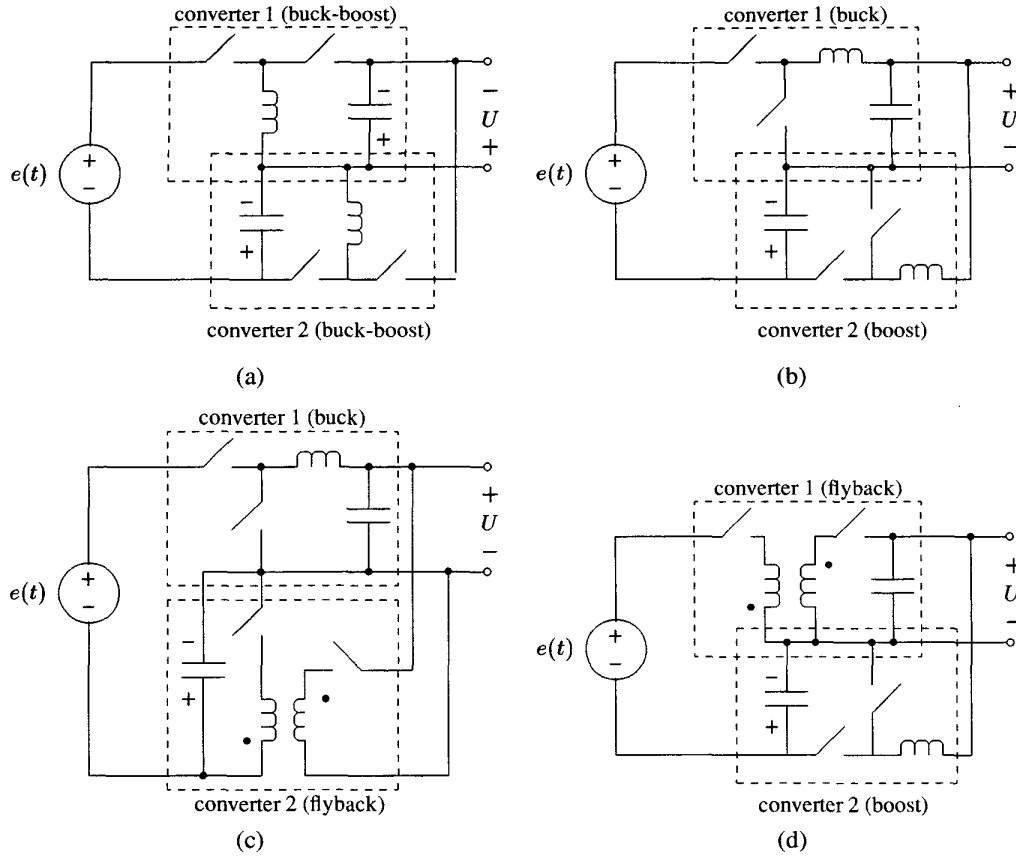 converter 1 (buck-boost)
e(t)
+
−
−
+
−
U
+
−
+
converter 2 (buck-boost)
(a)
converter 1 (buck)
e(t)
+
−
+
U
−
−
+
converter 2 (boost)
(b)
converter 1 (buck)
e(t)
+
−
+
U
−
−
+
converter 2 (flyback)
(c)
converter 1 (flyback)
e(t)
+
−
+
U
−
−
+
converter 2 (boost)
(d)